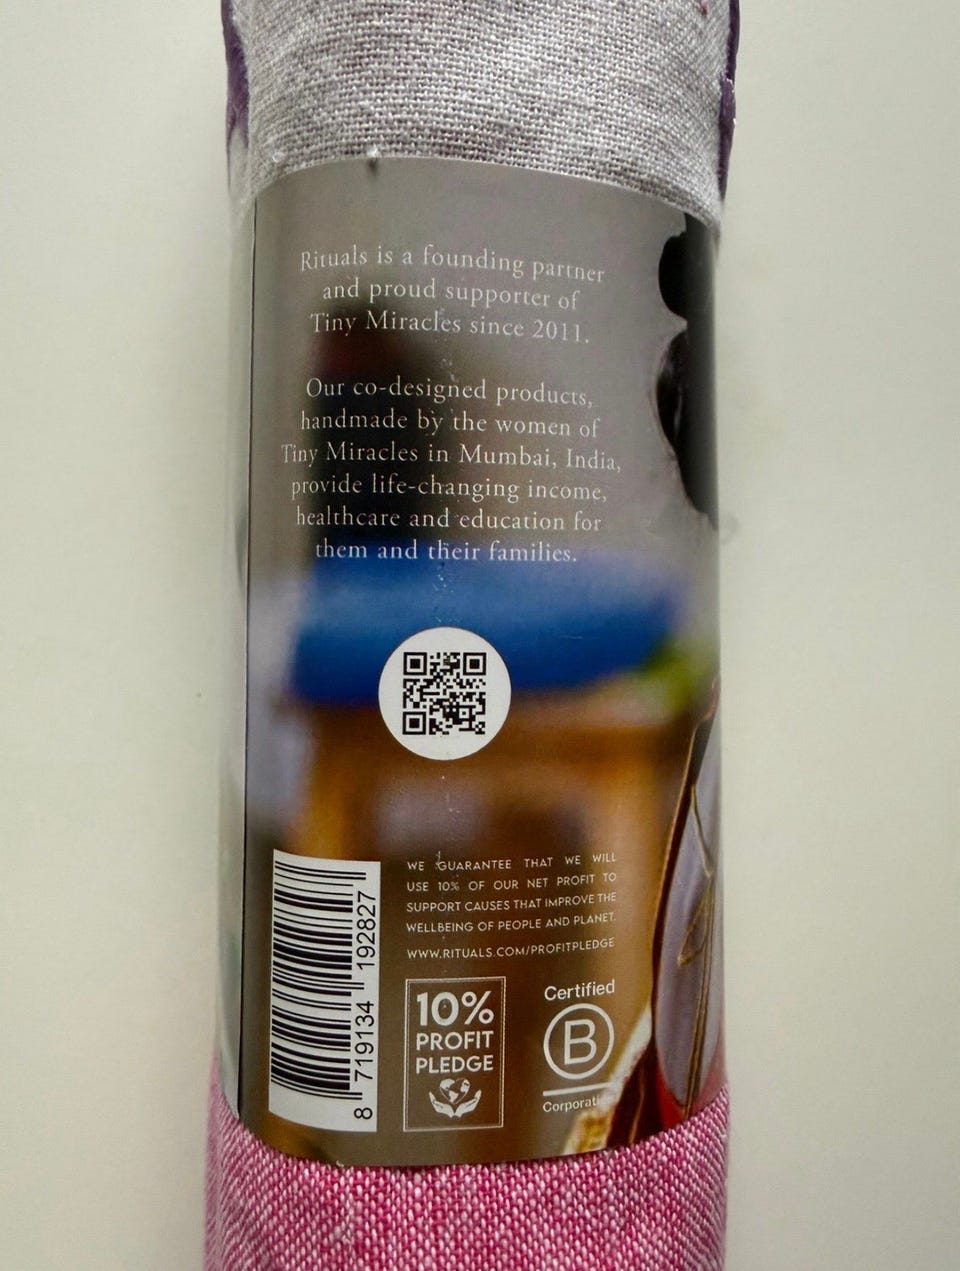 Rituals is a founding partner
and proud supporter of
Tiny Miracles since 2011.
Our co-designed products,
handmade by the women of
Tiny Miracles in Mumbai, India,
provide life-changing income,
healthcare and education for
them and their families.
WE GUARANTEE THAT WE WILL
USE 10% OF OUR NET PROFIT TO
SUPPORT CAUSES THAT IMPROVE THE
WELLBEING OF PEOPLE AND PLANET.
WWW.RITUALS.COM/PROFITPLEDGE
8 719134 192827
10%
PROFIT
PLEDGE
Certified
B
Corporation